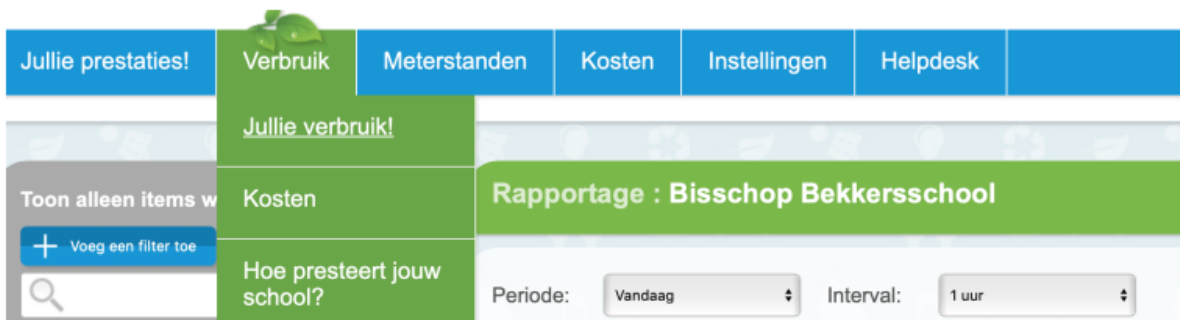 Jullie prestaties! Verbruik Meterstanden Kosten Instellingen Helpdesk
Jullie verbruik!
Kosten
Hoe presteert jouw
school?
Toon alleen items w
Voeg een filter toe
Rapportage : Bisschop Bekkersschool
Periode: Vandaag Interval: 1 uur